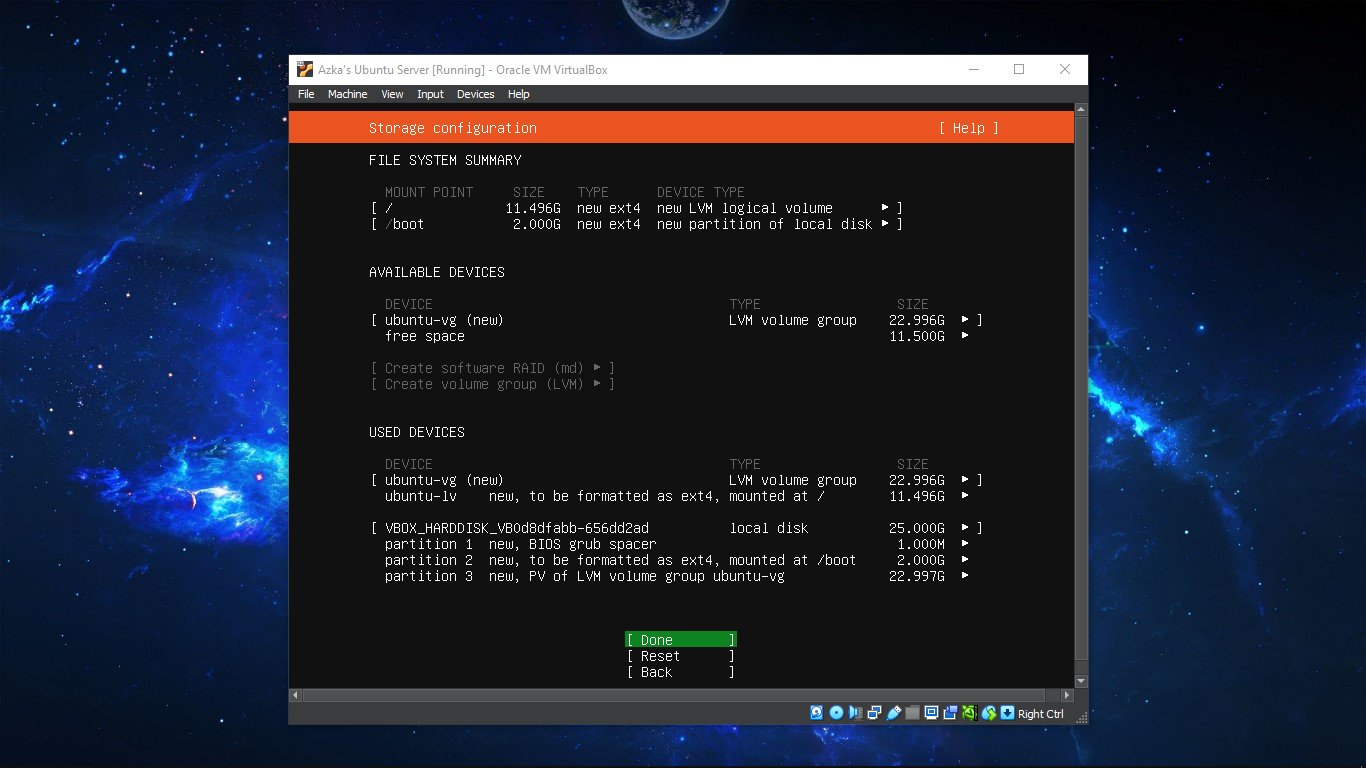 Azka's Ubuntu Server [Running] - Oracle VM VirtualBox
File Machine View Input Devices Help
Storage configuration [ Help ]
FILE SYSTEM SUMMARY
MOUNT POINT SIZE TYPE DEVICE TYPE
[ / 11.496G new ext4 new LVM logical volume ▸ ]
[ /boot 2.000G new ext4 new partition of local disk ▸ ]
AVAILABLE DEVICES
DEVICE TYPE SIZE
[ ubuntu-vg (new) LVM volume group 22.996G ▸ ]
free space 11.500G ▸
[ Create software RAID (md) ▸ ]
[ Create volume group (LVM) ▸ ]
USED DEVICES
DEVICE TYPE SIZE
[ ubuntu-vg (new) LVM volume group 22.996G ▸ ]
ubuntu-lv new, to be formatted as ext4, mounted at / 11.496G ▸
[ VBOX_HARDDISK_VB0d8dfabb-656dd2ad local disk 25.000G ▸ ]
partition 1 new, BIOS grub spacer 1.000M ▸
partition 2 new, to be formatted as ext4, mounted at /boot 2.000G ▸
partition 3 new, PV of LVM volume group ubuntu-vg 22.997G ▸
[ Done ]
[ Reset ]
[ Back ]
Right Ctrl